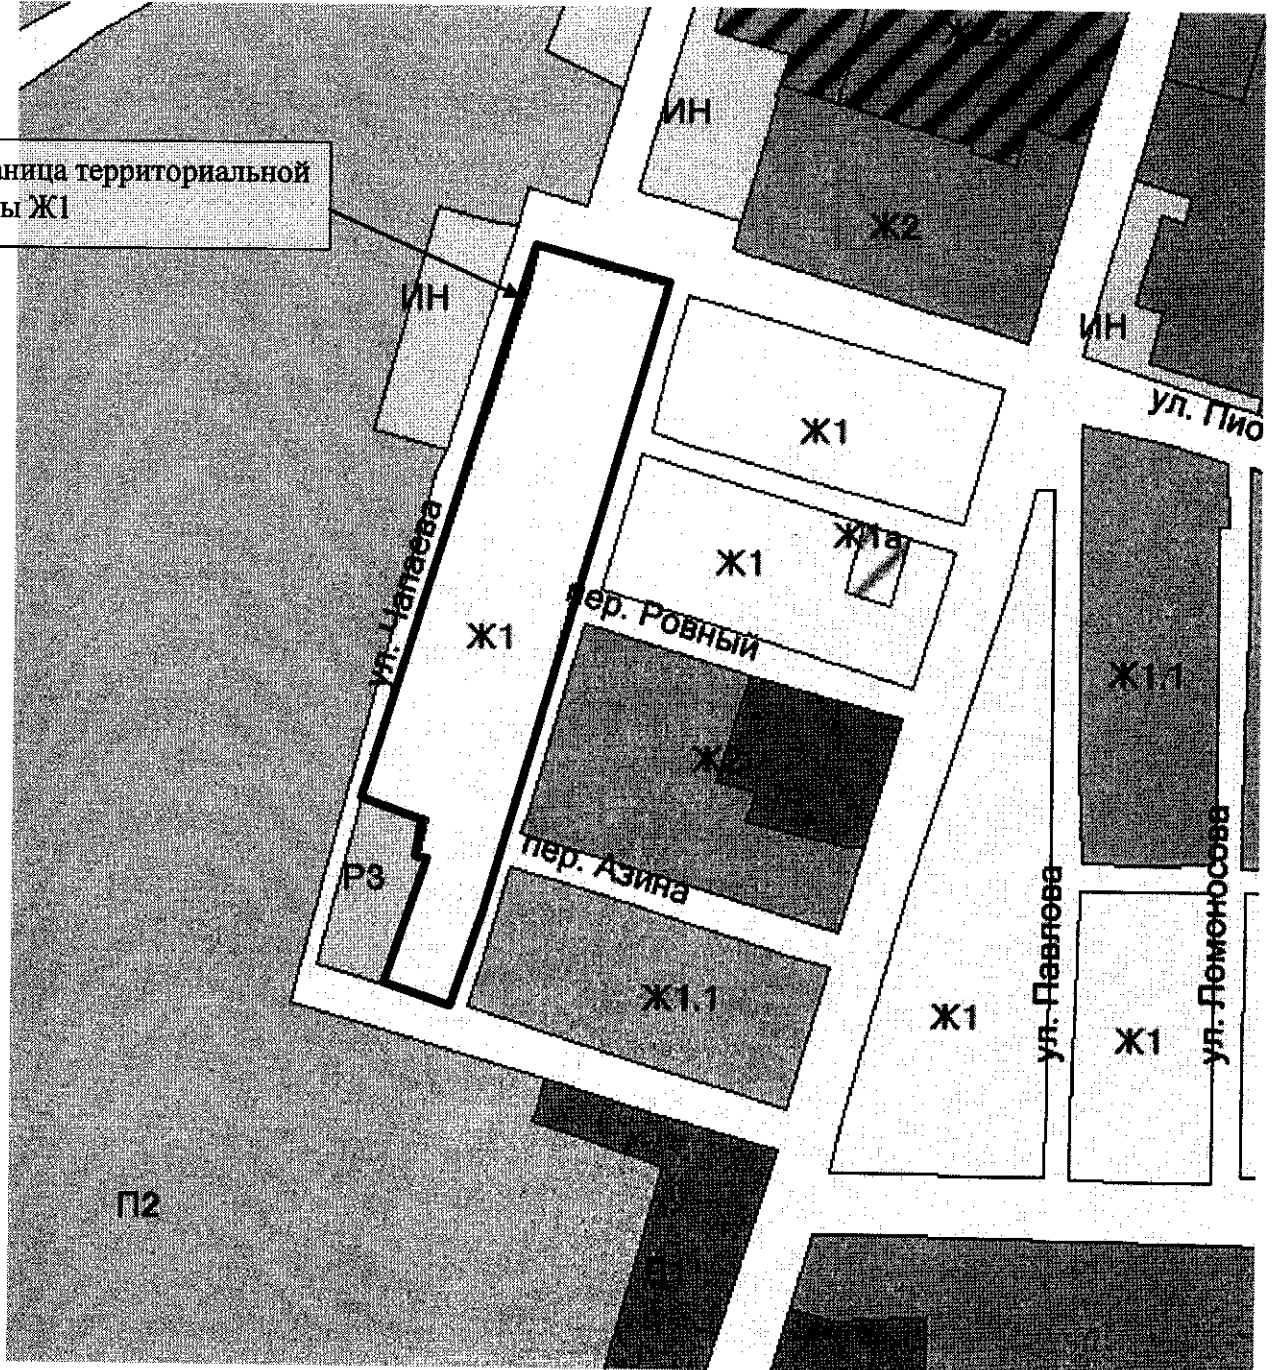 ИН
аница территориальной
ы Ж1
Ж2
ИН
ИН
ул. Пио
Ж1
Ж1а
Ж1
пер. Ровный
ул. Чапаева
Ж1
Ж1.1
пер. Азина
Р3
Ж1.1
Ж1
ул. Павлова
Ж1
ул. Ломоносова
П2